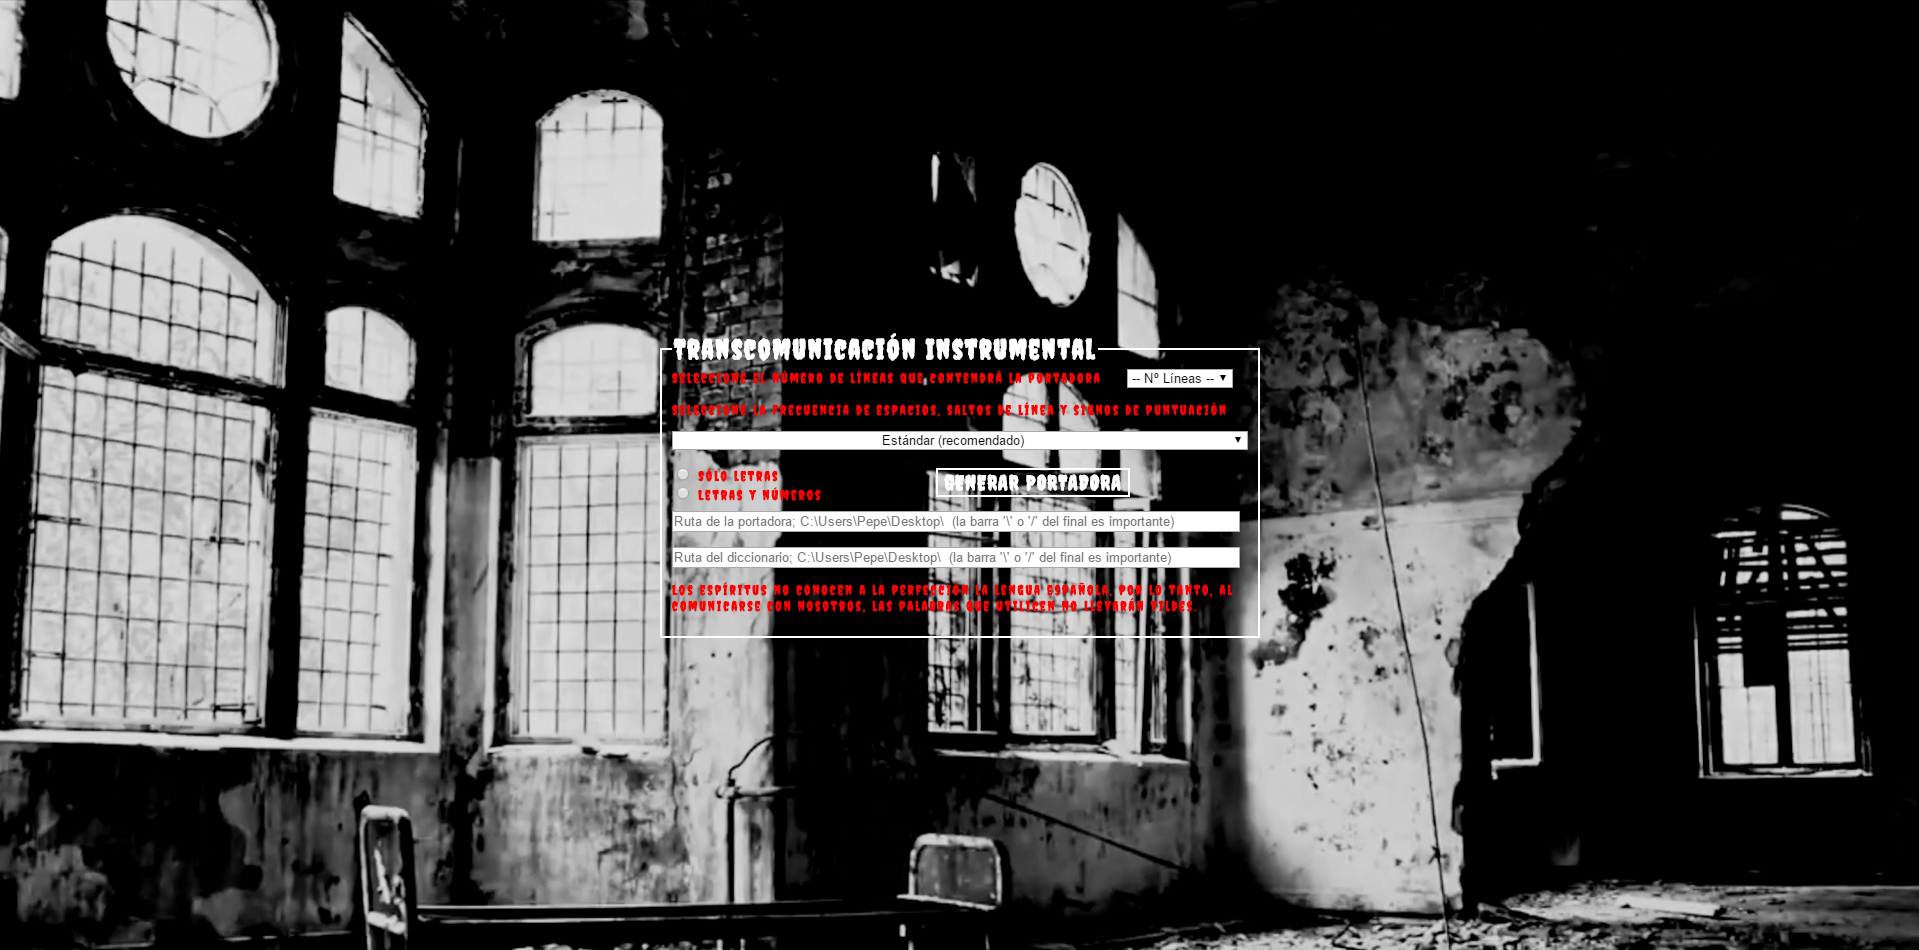 TRANSCOMUNICACIÓN INSTRUMENTAL
SELECCIONE EL NÚMERO DE LÍNEAS QUE CONTENDRÁ LA PORTADORA
-- Nº Líneas --
SELECCIONE LA FRECUENCIA DE ESPACIOS, SALTOS DE LÍNEA Y SIGNOS DE PUNTUACIÓN
Estándar (recomendado)
SÓLO LETRAS
LETRAS Y NÚMEROS
GENERAR PORTADORA
Ruta de la portadora; C:\Users\Pepe\Desktop\  (la barra '\' o '/' del final es importante)
Ruta del diccionario; C:\Users\Pepe\Desktop\  (la barra '\' o '/' del final es importante)
LOS ESPÍRITUS NO CONOCEN A LA PERFECCIÓN LA LENGUA ESPAÑOLA, POR LO TANTO, AL
COMUNICARSE CON NOSOTROS, LAS PALABRAS QUE UTILICEN NO LLEVARÁN TILDES.